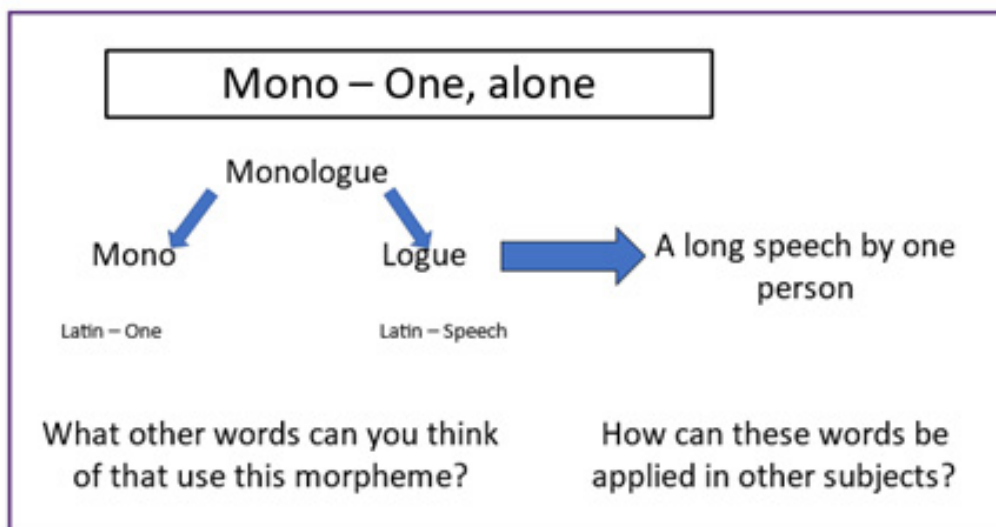 Mono – One, alone
Monologue
Mono
Logue
A long speech by one
person
Latin – One
Latin – Speech
What other words can you think
of that use this morpheme?
How can these words be
applied in other subjects?